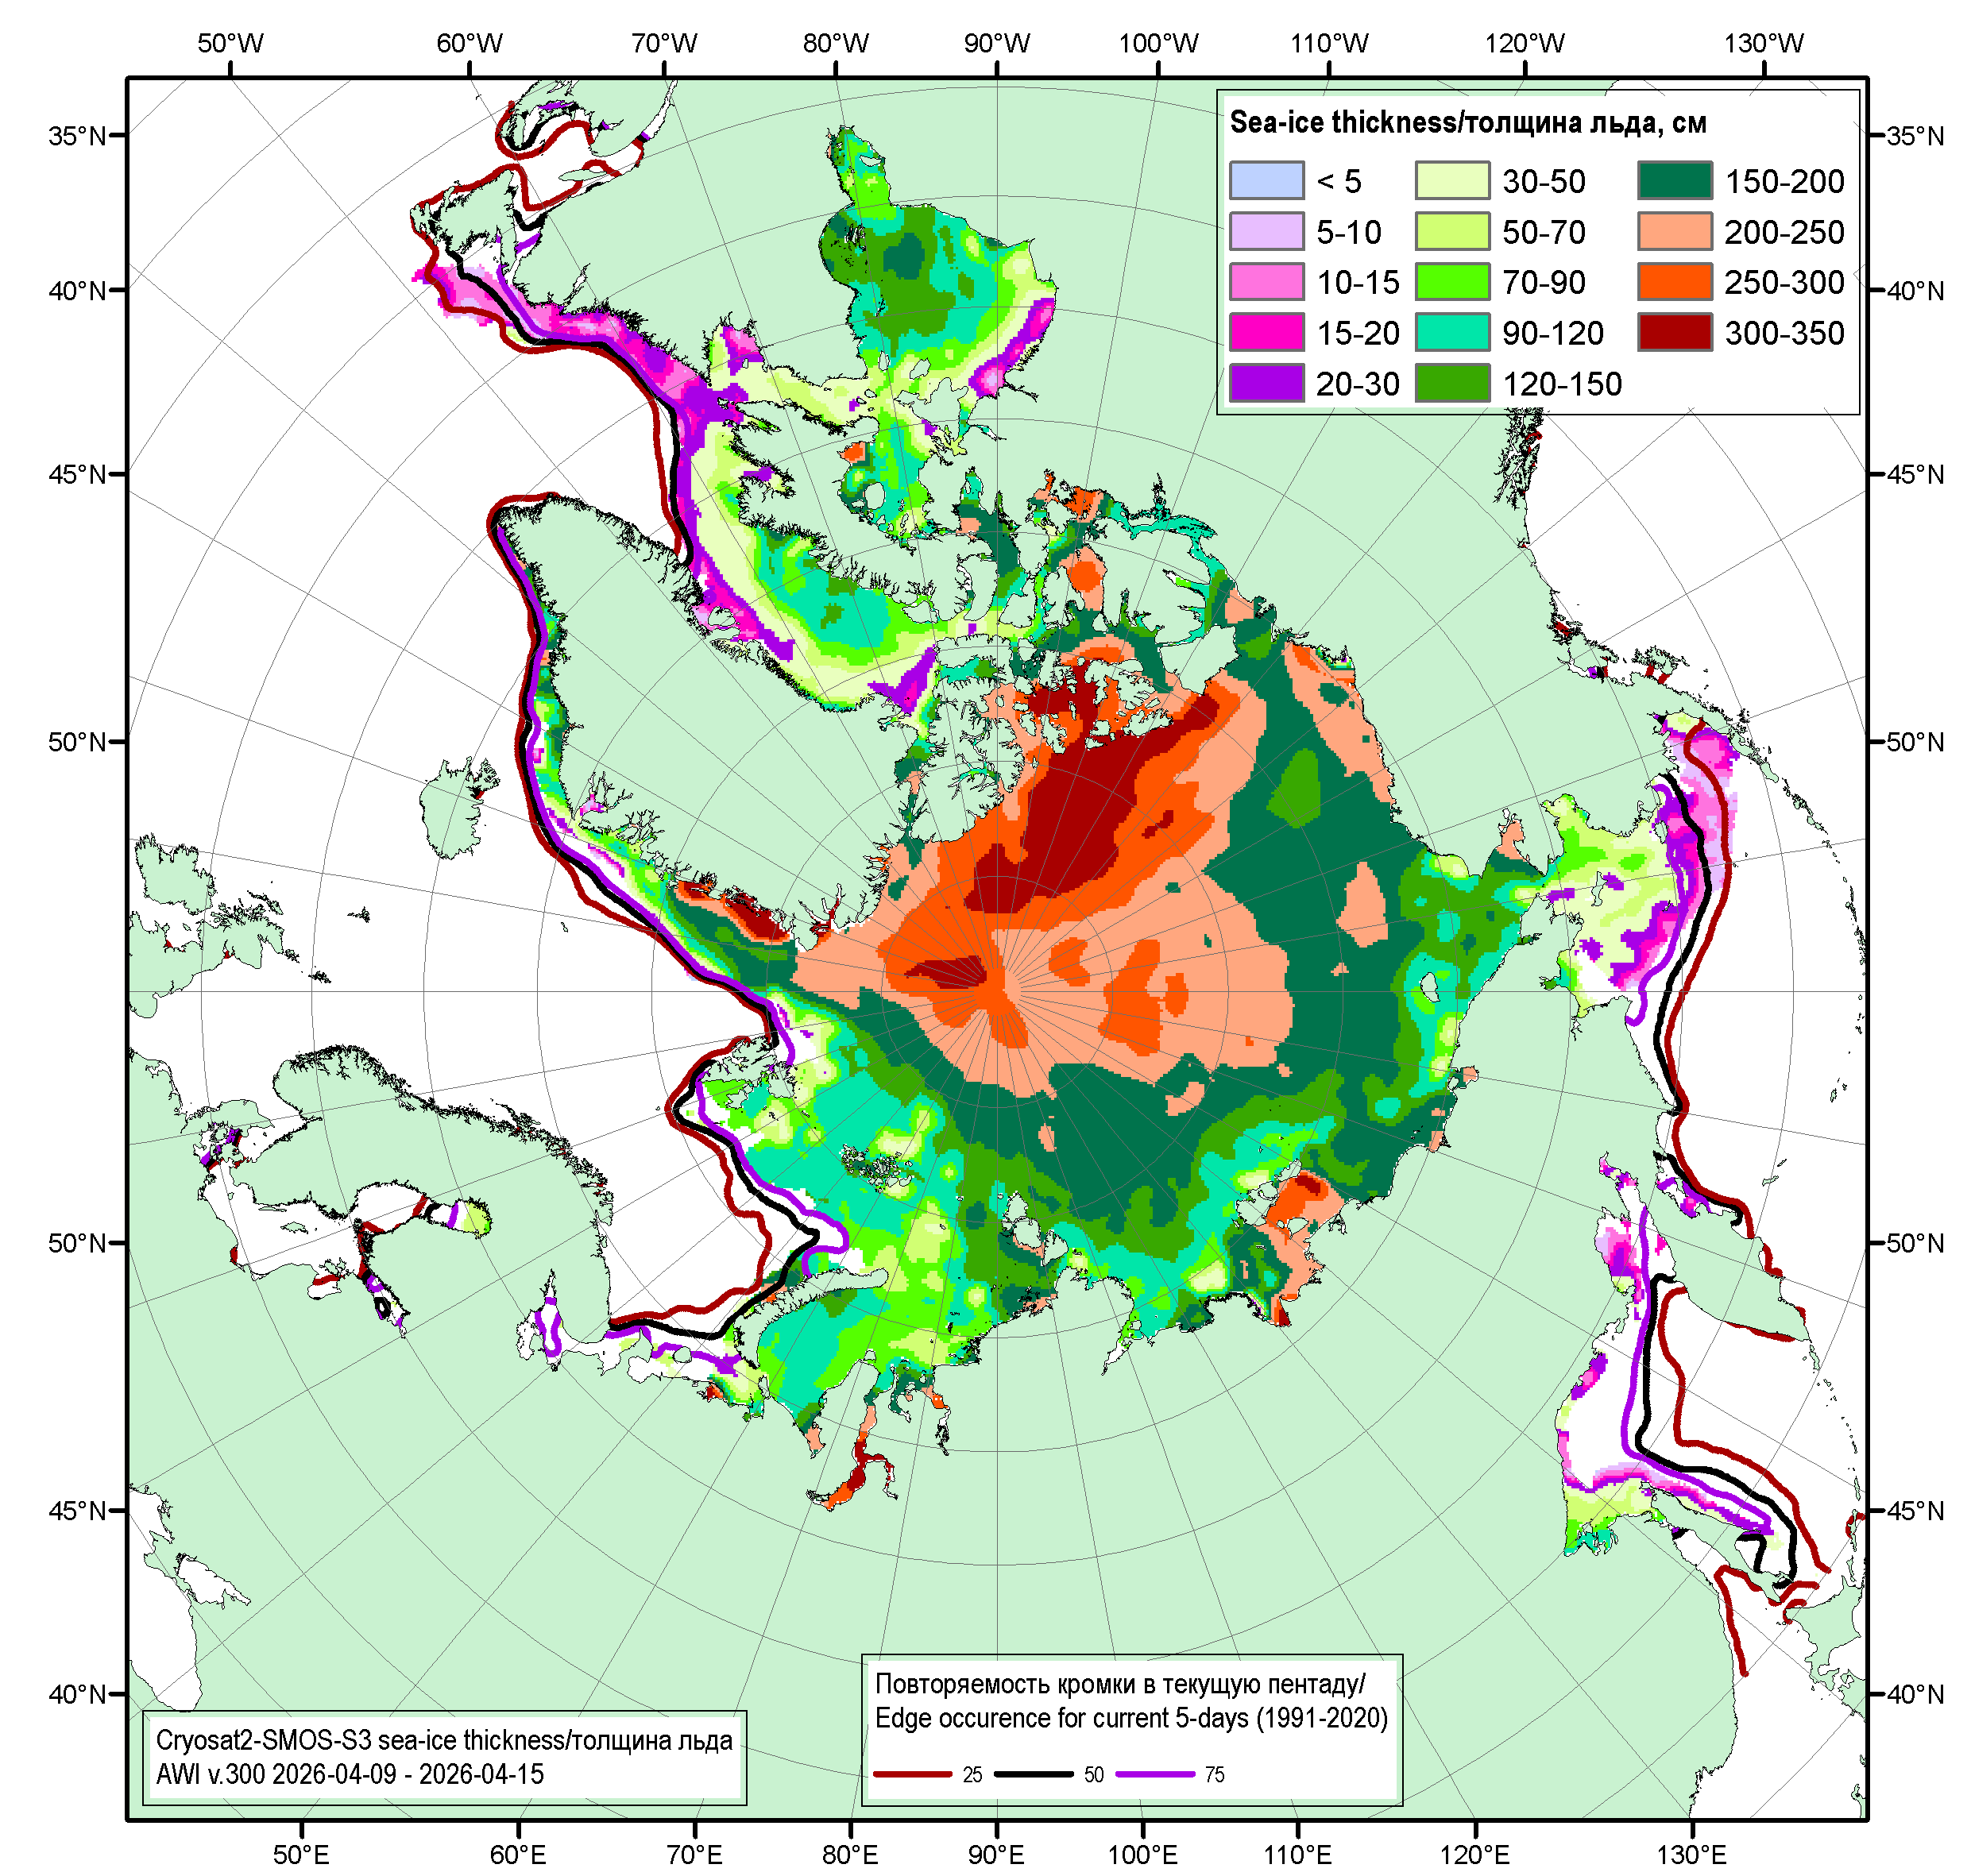 50°W 60°W 70°W 80°W 90°W 100°W 110°W 120°W 130°W
35°N 35°N
Sea-ice thickness/толщина льда, см
< 5 30-50 150-200
5-10 50-70 200-250
10-15 70-90 250-300
15-20 90-120 300-350
20-30 120-150
40°N 40°N
45°N 45°N
50°N 50°N
50°N 50°N
45°N 45°N
40°N 40°N
Повторяемость кромки в текущую пентаду/
Edge occurence for current 5-days (1991-2020)
25 50 75
Cryosat2-SMOS-S3 sea-ice thickness/толщина льда
AWI v.300 2026-04-09 - 2026-04-15
50°E 60°E 70°E 80°E 90°E 100°E 110°E 120°E 130°E